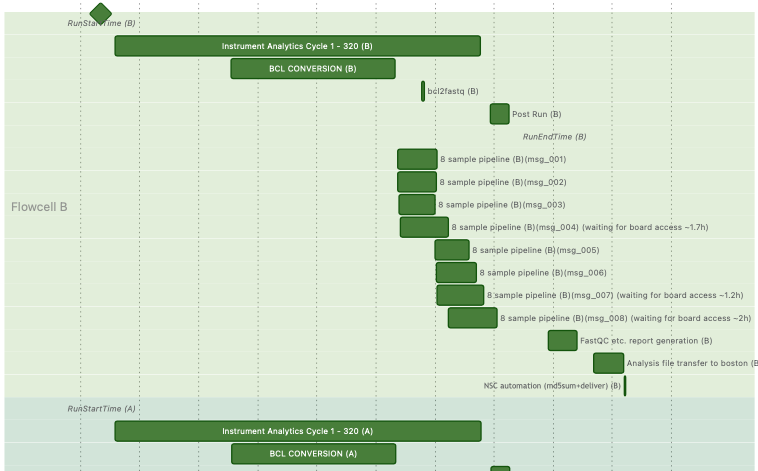 RunStartTime (B)
Instrument Analytics Cycle 1 - 320 (B)
BCL CONVERSION (B)
bcl2fastq (B)
Post Run (B)
RunEndTime (B)
8 sample pipeline (B)(msg_001)
8 sample pipeline (B)(msg_002)
8 sample pipeline (B)(msg_003)
Flowcell B
8 sample pipeline (B)(msg_004) (waiting for board access ~1.7h)
8 sample pipeline (B)(msg_005)
8 sample pipeline (B)(msg_006)
8 sample pipeline (B)(msg_007) (waiting for board access ~1.2h)
8 sample pipeline (B)(msg_008) (waiting for board access ~2h)
FastQC etc. report generation (B)
Analysis file transfer to boston (B
NSC automation (md5sum+deliver) (B)
RunStartTime (A)
Instrument Analytics Cycle 1 - 320 (A)
BCL CONVERSION (A)